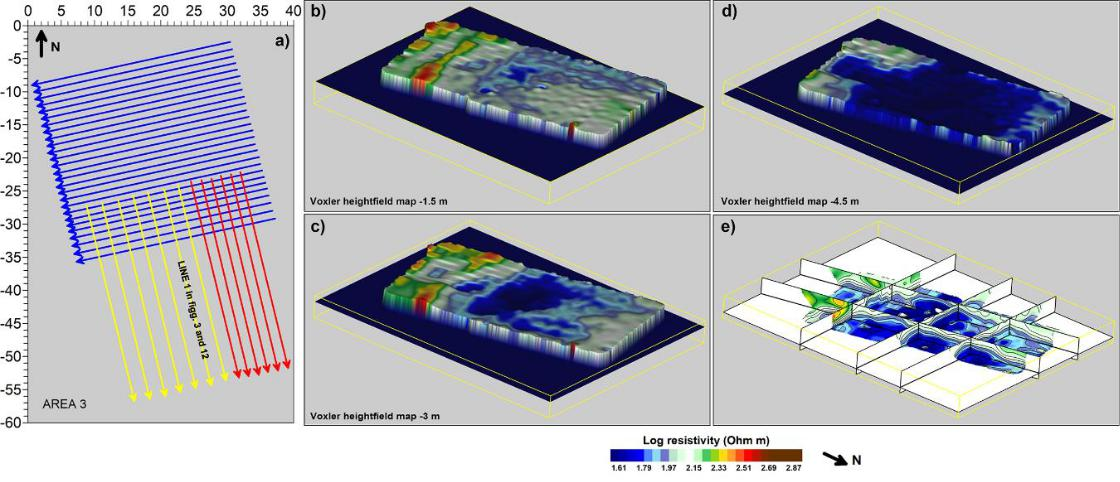 0 5 10 15 20 25 30 35 40
a)
N
0
-5
-10
-15
-20
-25
-30
-35
-40
-45
-50
-55
-60
LINE 1 in figg. 3 and 12
AREA 3
b)
Voxler heightfield map -1.5 m
c)
Voxler heightfield map -3 m
d)
Voxler heightfield map -4.5 m
e)
Log resistivity (Ohm m)
1.61 1.79 1.97 2.15 2.33 2.51 2.69 2.87
N